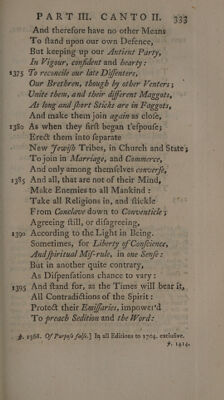 PART III. CANTO II. 333
And therefore have no other Means
To ſtand upon our own Defence,
But keeping up our Antient Party,
In Vigour, confident and hearty:
1375 To reconcile our late Diſſenters,
Our Brethren, though by other Venters;
Unite them, and their different Maggots,
As long and ſhort Sticks are in Faggots,
And make them join again as cloſe,
1380 As when they firſt began t'eſpouſe;
Erect them into ſeparate
New Jewiſh Tribes, in Church and State;
To join in Marriage, and Commerce,
And only among themſelves converſe,
1385 And all, that are not of their Mind,
Make Enemies to all Mankind:
Take all Religions in, and ſtickle
From Conclave down to Conventicle;
Agreeing ſtill, or diſagreeing,
1390 According to the Light in Being.
Sometimes, for Liberty of Conſcience,
And ſpiritual Miſ-rule, in one Senſe:
But in another quite contrary,
As Diſpenſations chance to vary:
1395 And ſtand for, as the Times will bear it,
All Contradictions of the Spirit:
Protect their Emiſſaries, impower'd
To preach Sedition and the Word:
ꝟ. 1368. Of Purpoſe falſe.] In all Editions to 1704. excluſive.
ꝟ. 1414.